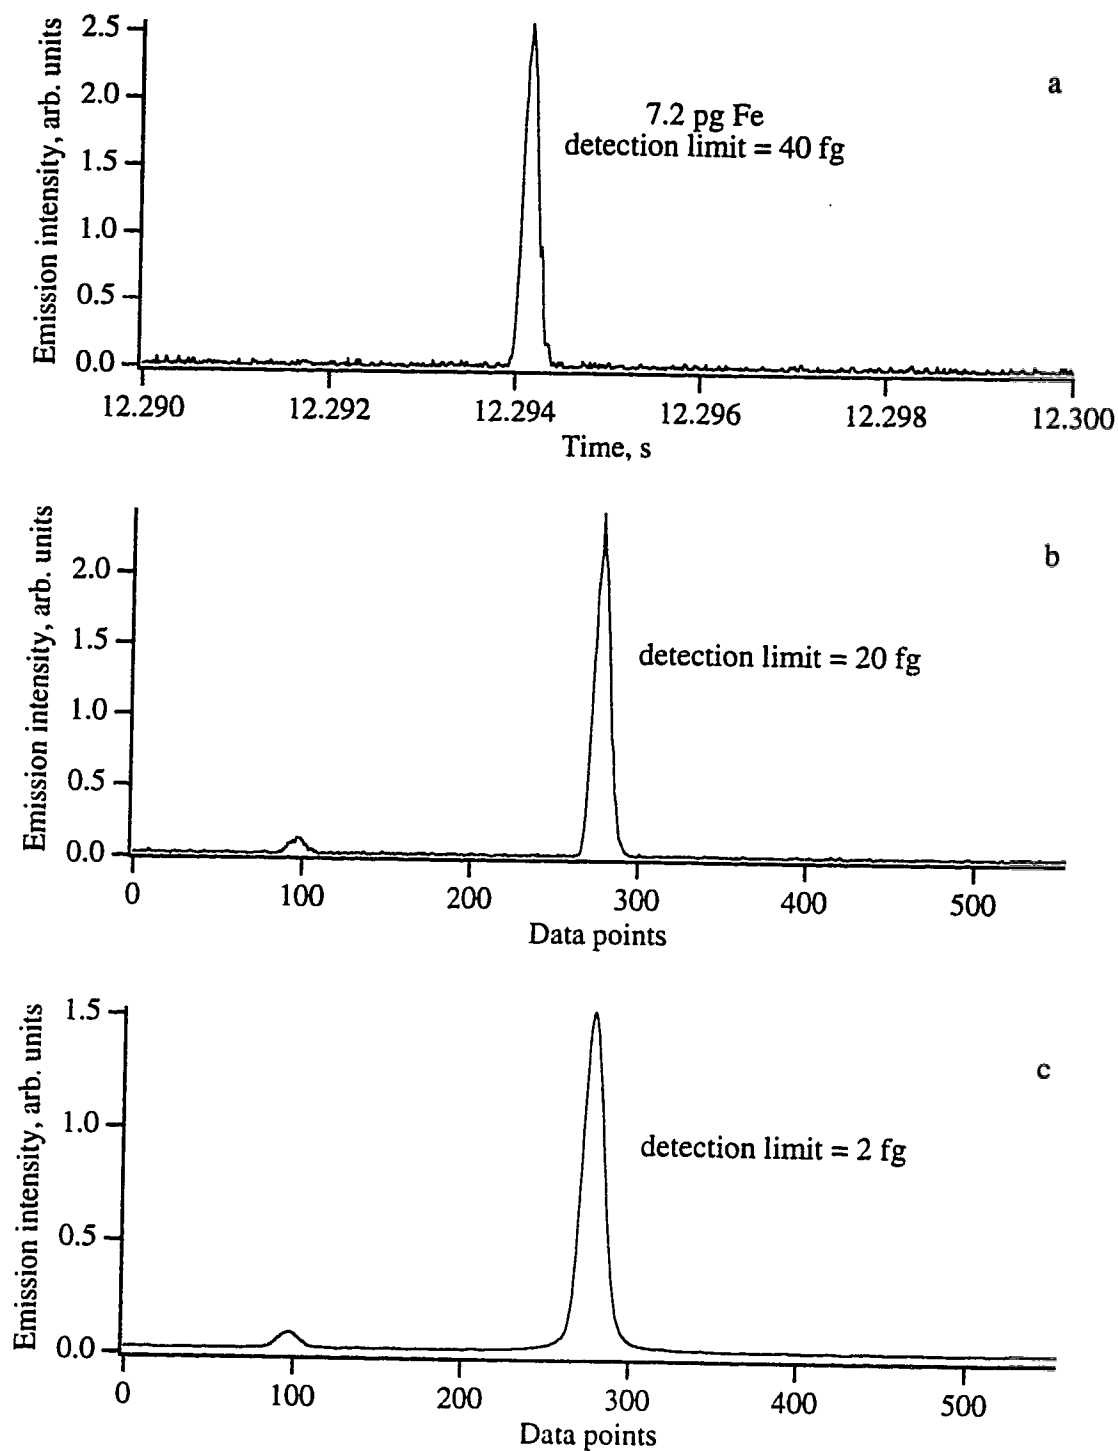 a
Emission intensity, arb. units
2.5
2.0
1.5
1.0
0.5
0.0
7.2 pg Fe
detection limit = 40 fg
12.290 12.292 12.294 12.296 12.298 12.300
Time, s
b
Emission intensity, arb. units
2.0
1.5
1.0
0.5
0.0
detection limit = 20 fg
0 100 200 300 400 500
Data points
c
Emission intensity, arb. units
1.5
1.0
0.5
0.0
detection limit = 2 fg
0 100 200 300 400 500
Data points